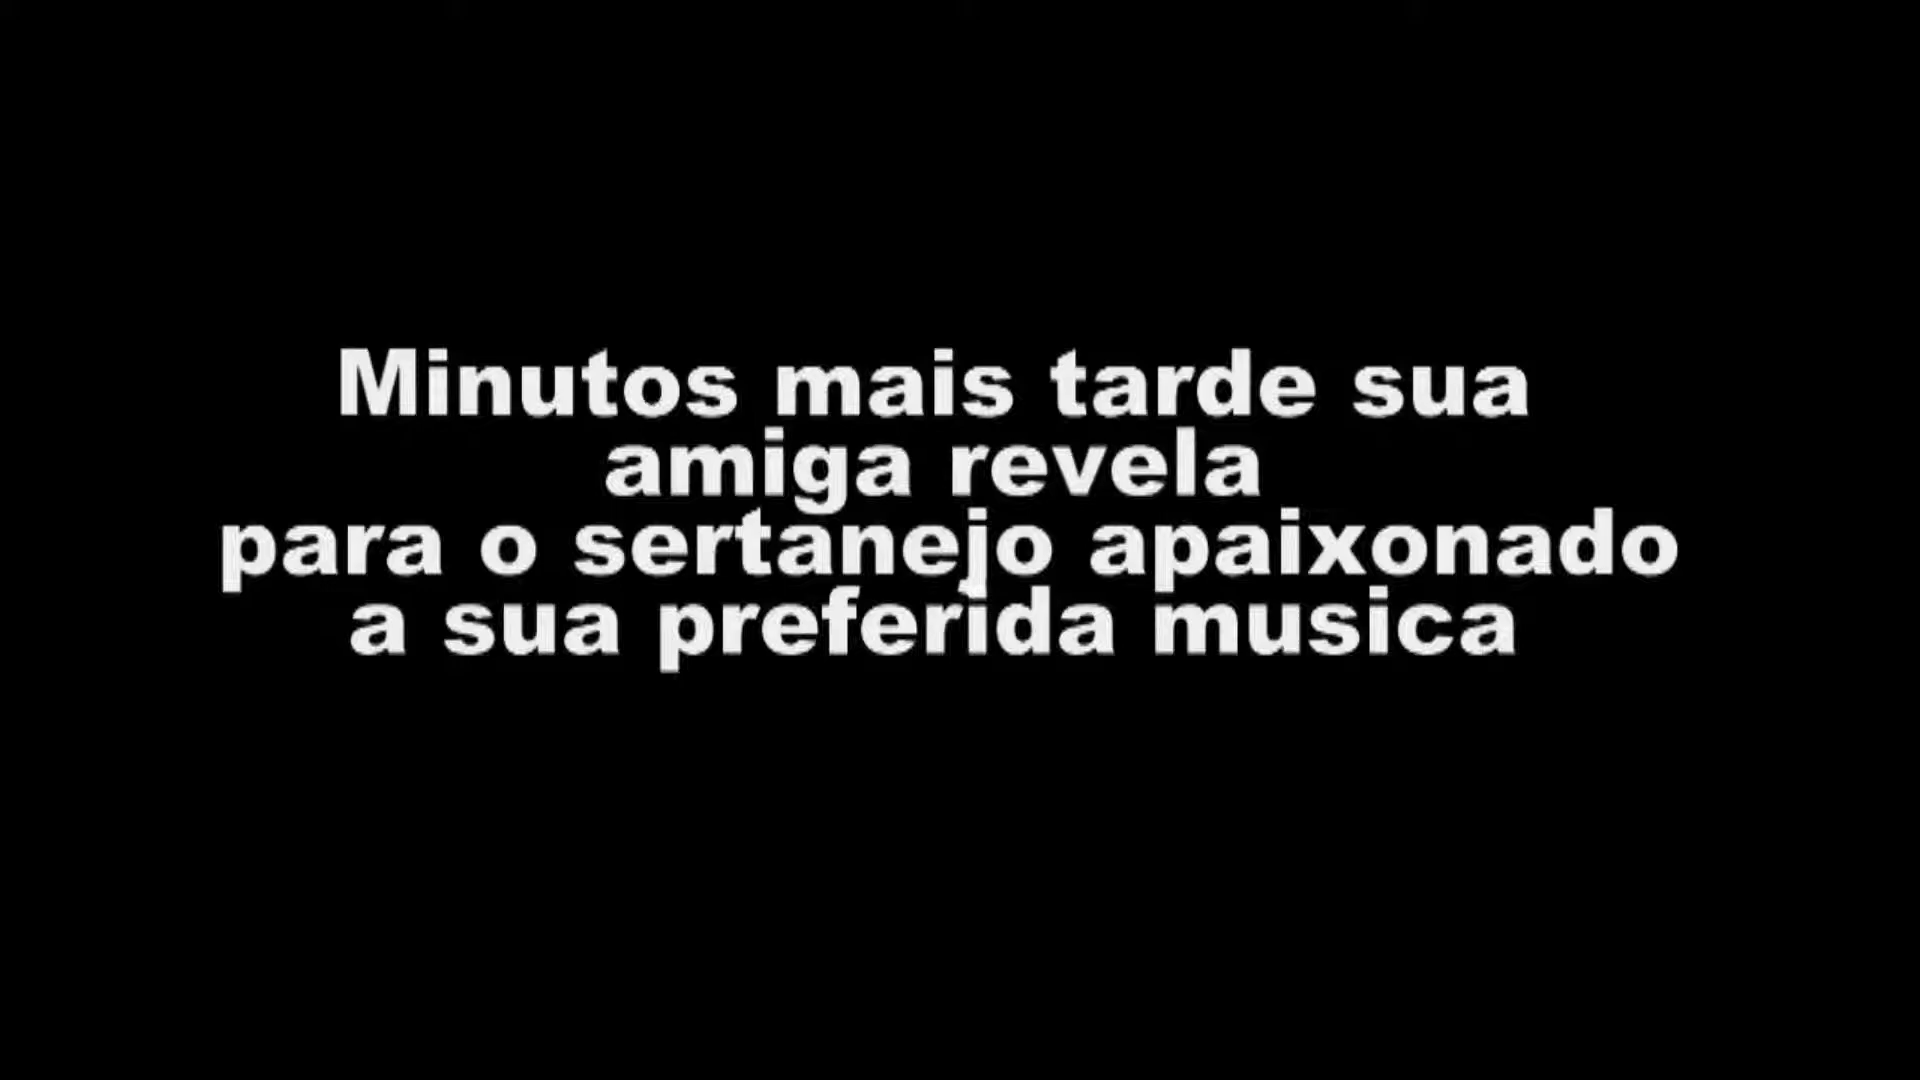 Minutos mais tarde sua
amiga revela
para o sertanejo apaixonado
a sua preferida musica